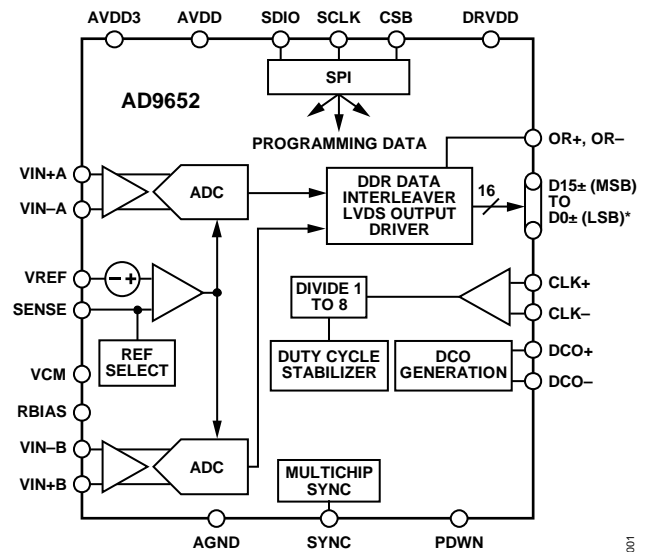 AVDD3 AVDD SDIO SCLK CSB DRVDD
SPI
AD9652
PROGRAMMING DATA
OR+, OR–
VIN+A
VIN–A
ADC
DDR DATA
INTERLEAVER
LVDS OUTPUT
DRIVER
16
D15± (MSB)
TO
D0± (LSB)*
VREF
– +
SENSE
REF
SELECT
DIVIDE 1
TO 8
CLK+
CLK–
DUTY CYCLE
STABILIZER
DCO
GENERATION
DCO+
DCO–
VCM
RBIAS
VIN–B
VIN+B
ADC
MULTICHIP
SYNC
AGND SYNC PDWN
001